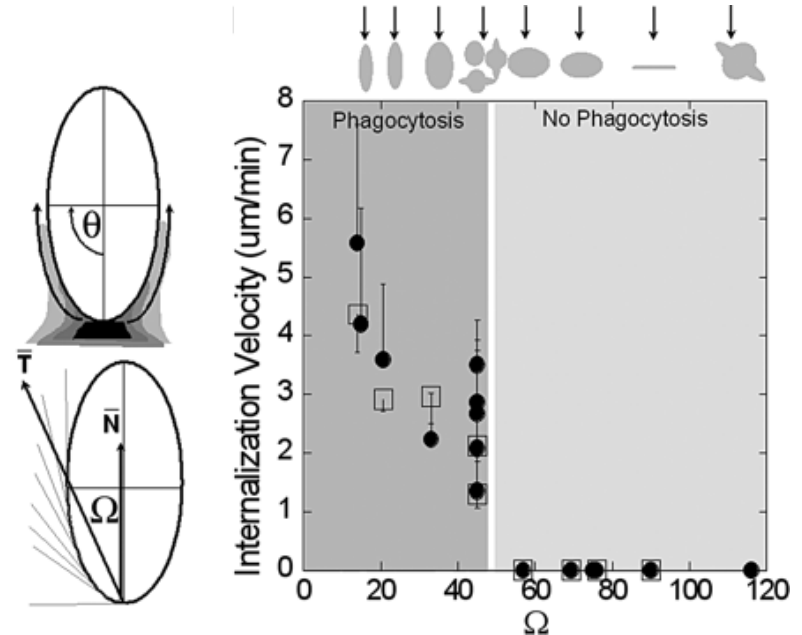 θ
T̅
N̅
Ω
Phagocytosis
No Phagocytosis
Internalization Velocity (um/min)
8
7
6
5
4
3
2
1
0
0
20
40
60
80
100
120
Ω